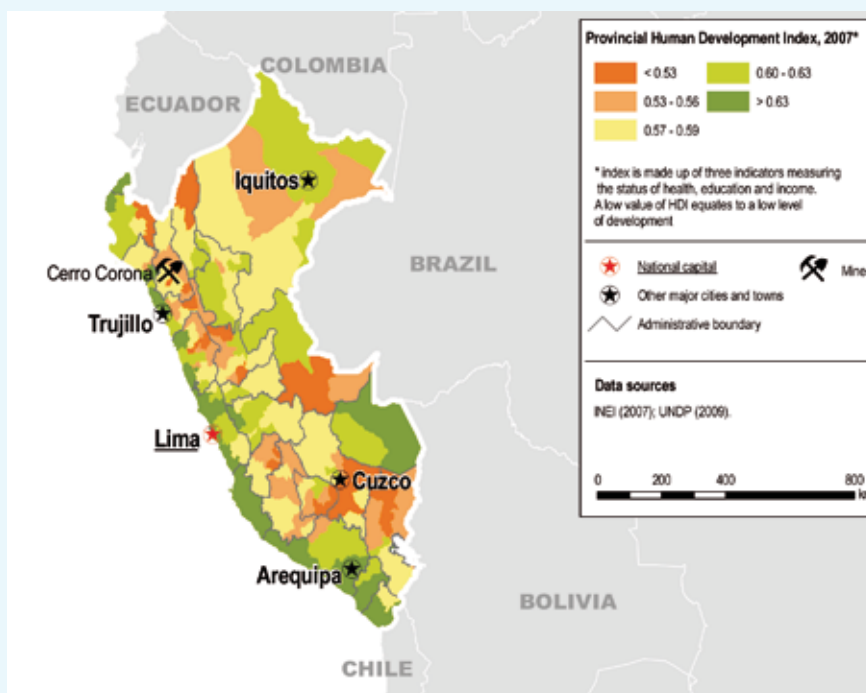 COLOMBIA
ECUADOR
Iquitos
BRAZIL
Cerro Corona
Trujillo
Lima
Cuzco
Arequipa
BOLIVIA
CHILE
Provincial Human Development Index, 2007*
< 0.53
0.60 - 0.63
0.53 - 0.56
> 0.63
0.57 - 0.59
* index is made up of three indicators measuring
the status of health, education and income.
A low value of HDI equates to a low level
of development
National capital
Mine
Other major cities and towns
Administrative boundary
Data sources
INEI (2007); UNDP (2009).
0 200 400 800